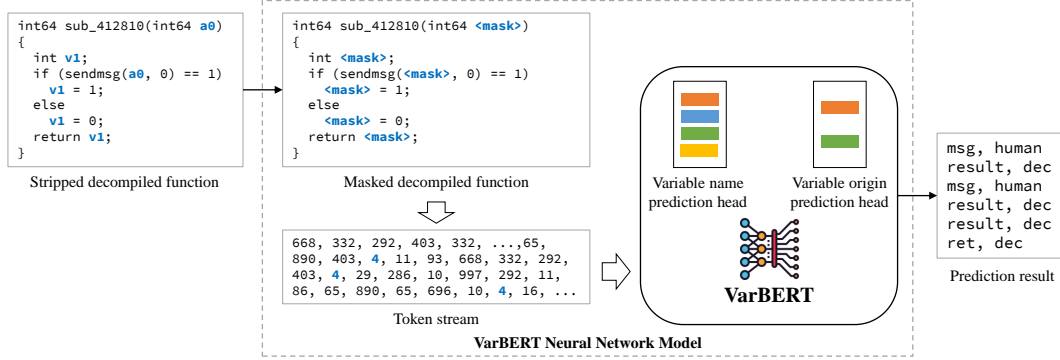 int64 sub_412810(int64 a0)
{
  int v1;
  if (sendmsg(a0, 0) == 1)
    v1 = 1;
  else
    v1 = 0;
  return v1;
}
Stripped decompiled function
int64 sub_412810(int64 <mask>)
{
  int <mask>;
  if (sendmsg(<mask>, 0) == 1)
    <mask> = 1;
  else
    <mask> = 0;
  return <mask>;
}
Masked decompiled function
668, 332, 292, 403, 332, ...,65,
890, 403, 4, 11, 93, 668, 332, 292,
403, 4, 29, 286, 10, 997, 292, 11,
86, 65, 890, 65, 696, 10, 4, 16, ...
Token stream
Variable name
prediction head
Variable origin
prediction head
VarBERT
VarBERT Neural Network Model
msg, human
result, dec
msg, human
result, dec
result, dec
ret, dec
Prediction result